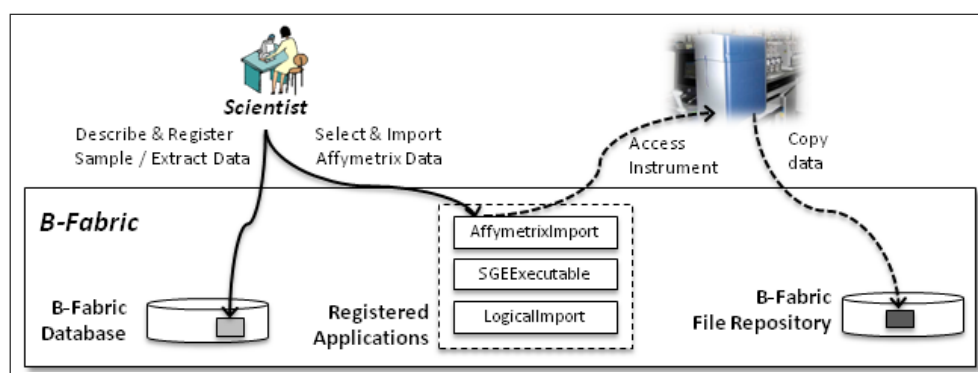 Scientist
Describe & Register
Sample / Extract Data
Select & Import
Affymetrix Data
Access
Instrument
Copy
data
B-Fabric
AffymetrixImport
SGEExecutable
LogicalImport
B-Fabric
Database
Registered
Applications
B-Fabric
File Repository